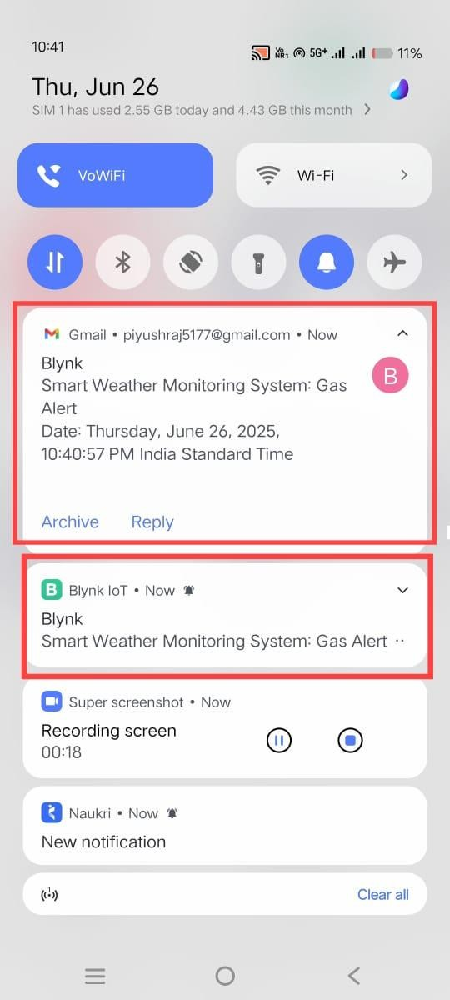 10:41
Vo NR1 5G+ 11%
Thu, Jun 26
SIM 1 has used 2.55 GB today and 4.43 GB this month
VoWiFi
Wi-Fi
Gmail • piyushraj5177@gmail.com • Now
Blynk
B
Smart Weather Monitoring System: Gas
Alert
Date: Thursday, June 26, 2025,
10:40:57 PM India Standard Time
Archive Reply
B Blynk IoT • Now
Blynk
Smart Weather Monitoring System: Gas Alert ··
Super screenshot • Now
Recording screen
00:18
Naukri • Now
New notification
Clear all